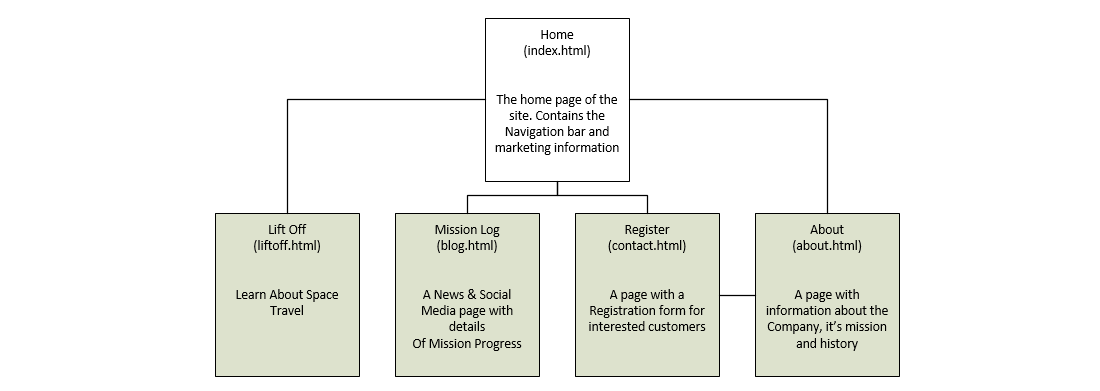 Home
(index.html)
The home page of the
site. Contains the
Navigation bar and
marketing information
Lift Off
(liftoff.html)
Learn About Space
Travel
Mission Log
(blog.html)
A News & Social
Media page with
details
Of Mission Progress
Register
(contact.html)
A page with a
Registration form for
interested customers
About
(about.html)
A page with
information about the
Company, it’s mission
and history